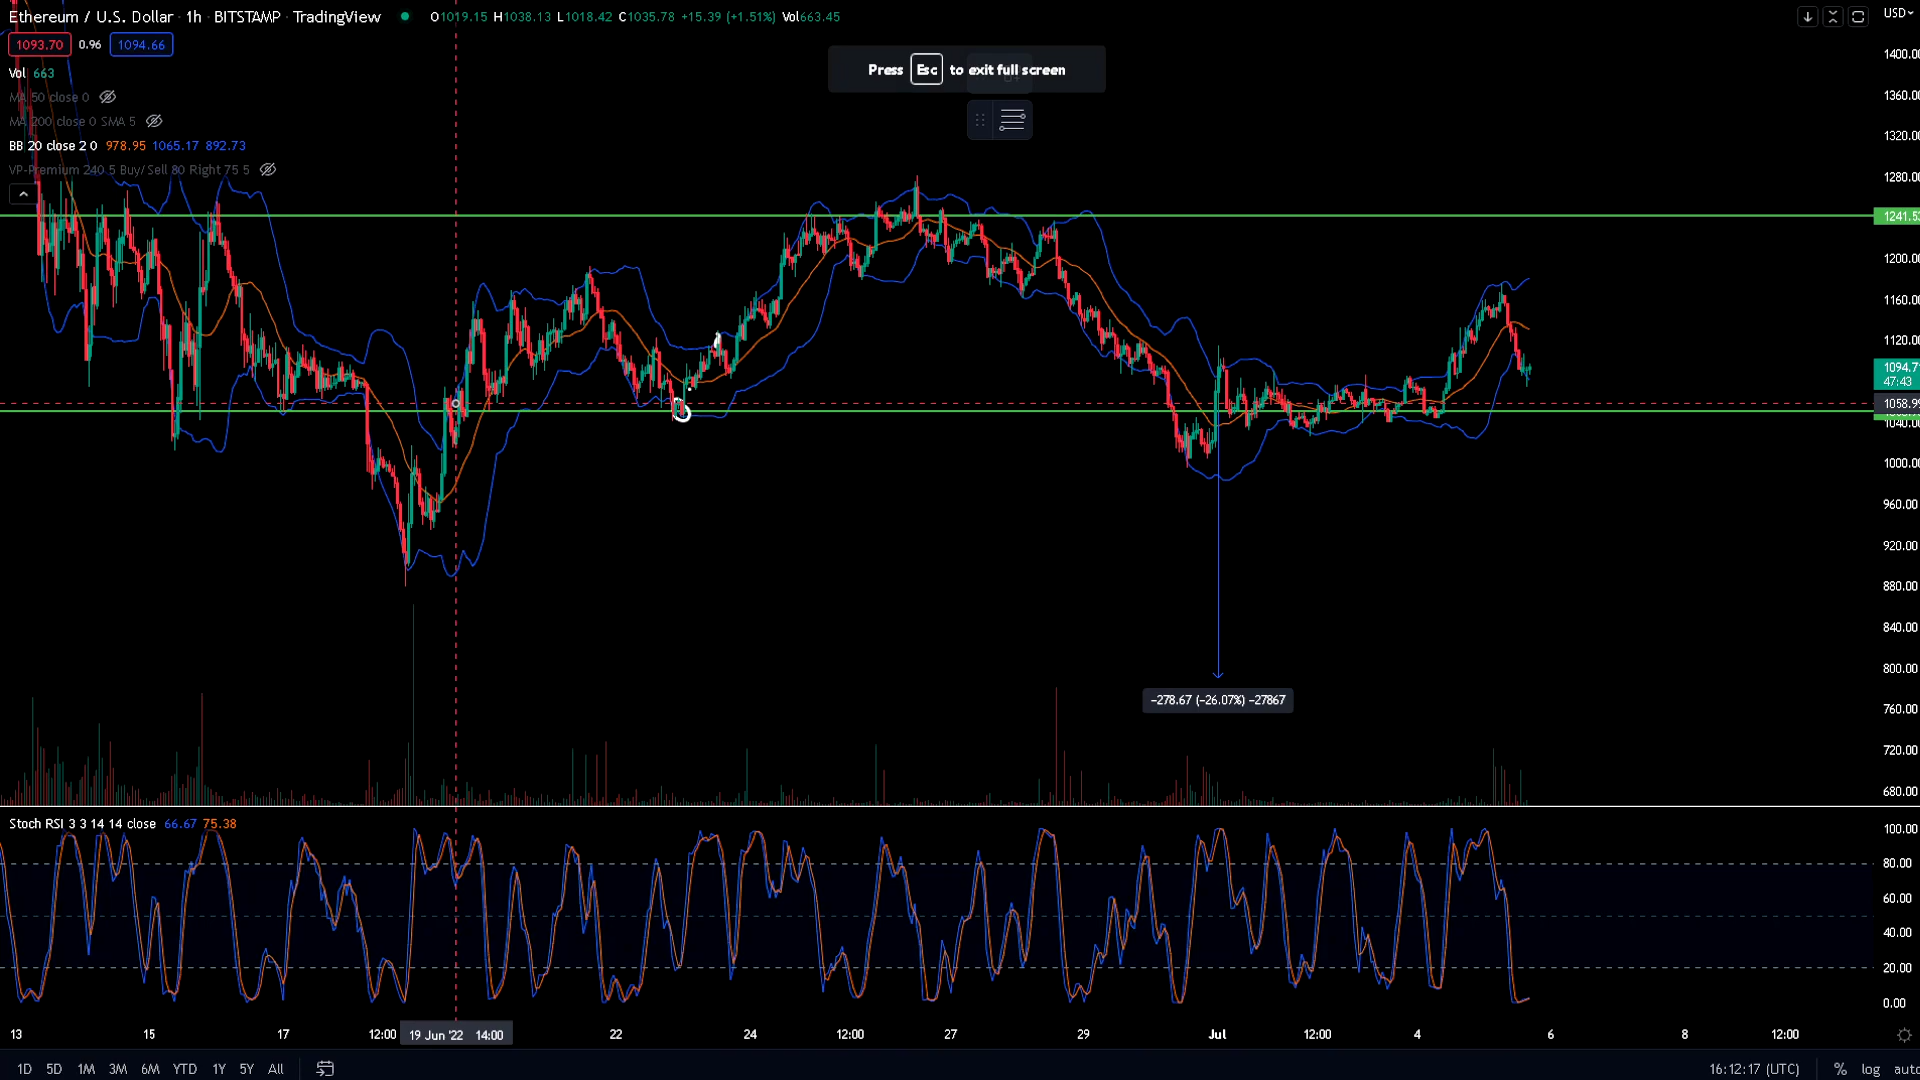 Ethereum / U.S. Dollar · 1h · BITSTAMP · TradingView O1019.15 H1038.13 L1018.42 C1035.78 +15.39 (+1.51%) Vol663.45
USD
1093.70 0.96 1094.66
Press Esc to exit full screen
Vol 663
MA 50 close 0
MA 200 close 0 SMA 5
BB 20 close 2 0 978.95 1065.17 892.73
VP-Premium 240 5 Buy/Sell 80 Right 75 5
1400.00
1360.00
1320.00
1280.00
1241.53
1200.00
1160.00
1120.00
1094.71
47:43
1058.99
1040.00
1000.00
960.00
920.00
880.00
840.00
800.00
760.00
720.00
680.00
−278.67 (−26.07%) −27867
Stoch RSI 3 3 14 14 close 66.67 75.38
100.00
80.00
60.00
40.00
20.00
0.00
13 15 17 12:00 19 Jun '22 14:00 22 24 12:00 27 29 Jul 12:00 4 6 8 12:00
1D 5D 1M 3M 6M YTD 1Y 5Y All 16:12:17 (UTC) % log auto